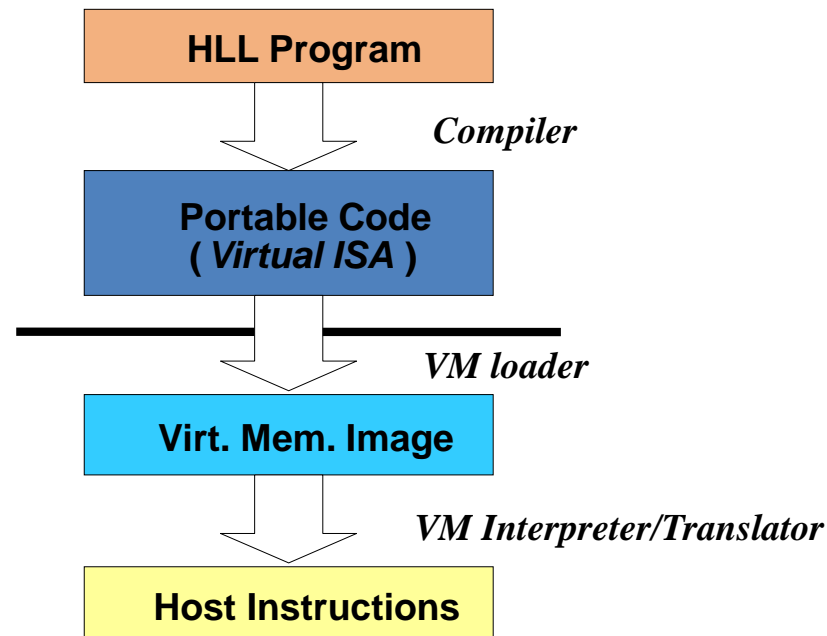 HLL Program
Compiler
Portable Code
( Virtual ISA )
VM loader
Virt. Mem. Image
VM Interpreter/Translator
Host Instructions